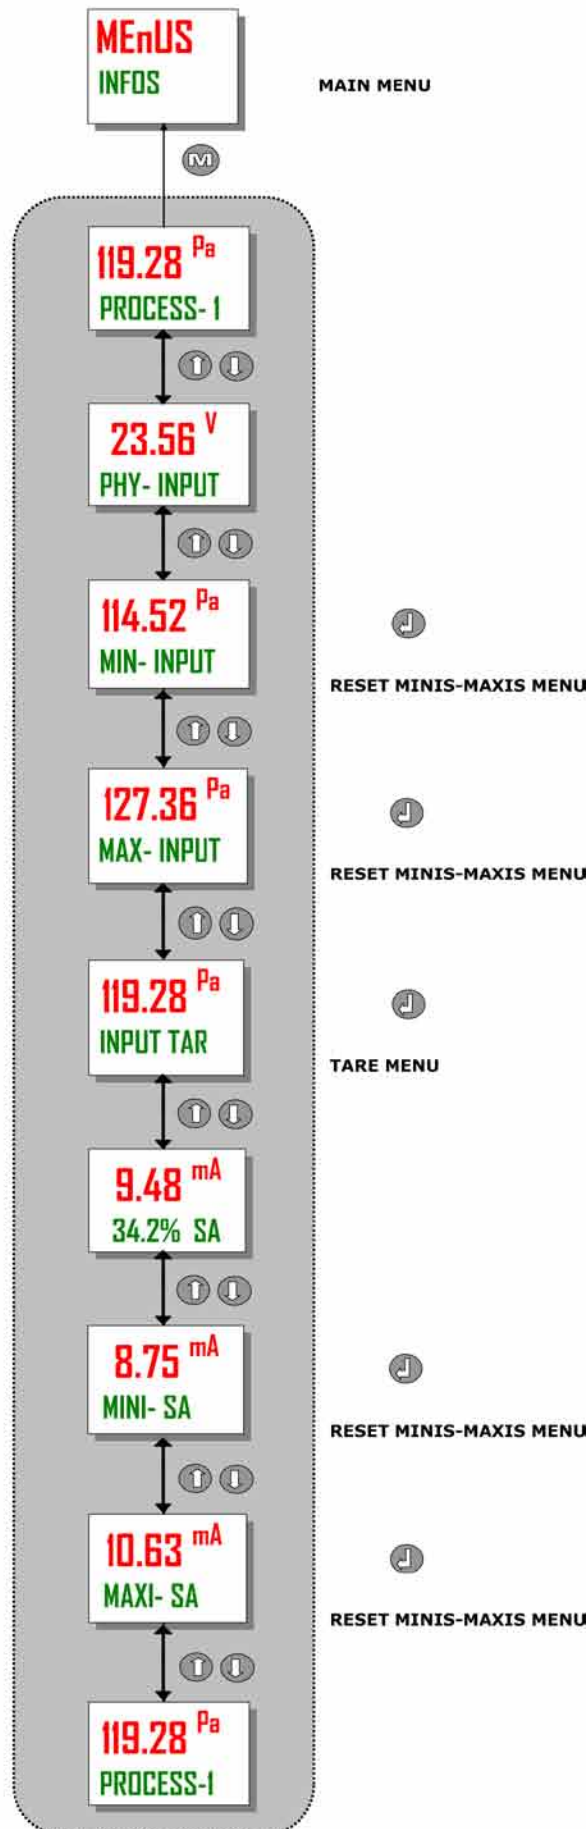 MEnUS
INFOS
MAIN MENU
M
119.28 Pa
PROCESS- 1
23.56 V
PHY- INPUT
114.52 Pa
MIN- INPUT
RESET MINIS-MAXIS MENU
127.36 Pa
MAX- INPUT
RESET MINIS-MAXIS MENU
119.28 Pa
INPUT TAR
TARE MENU
9.48 mA
34.2% SA
8.75 mA
MINI- SA
RESET MINIS-MAXIS MENU
10.63 mA
MAXI- SA
RESET MINIS-MAXIS MENU
119.28 Pa
PROCESS-1